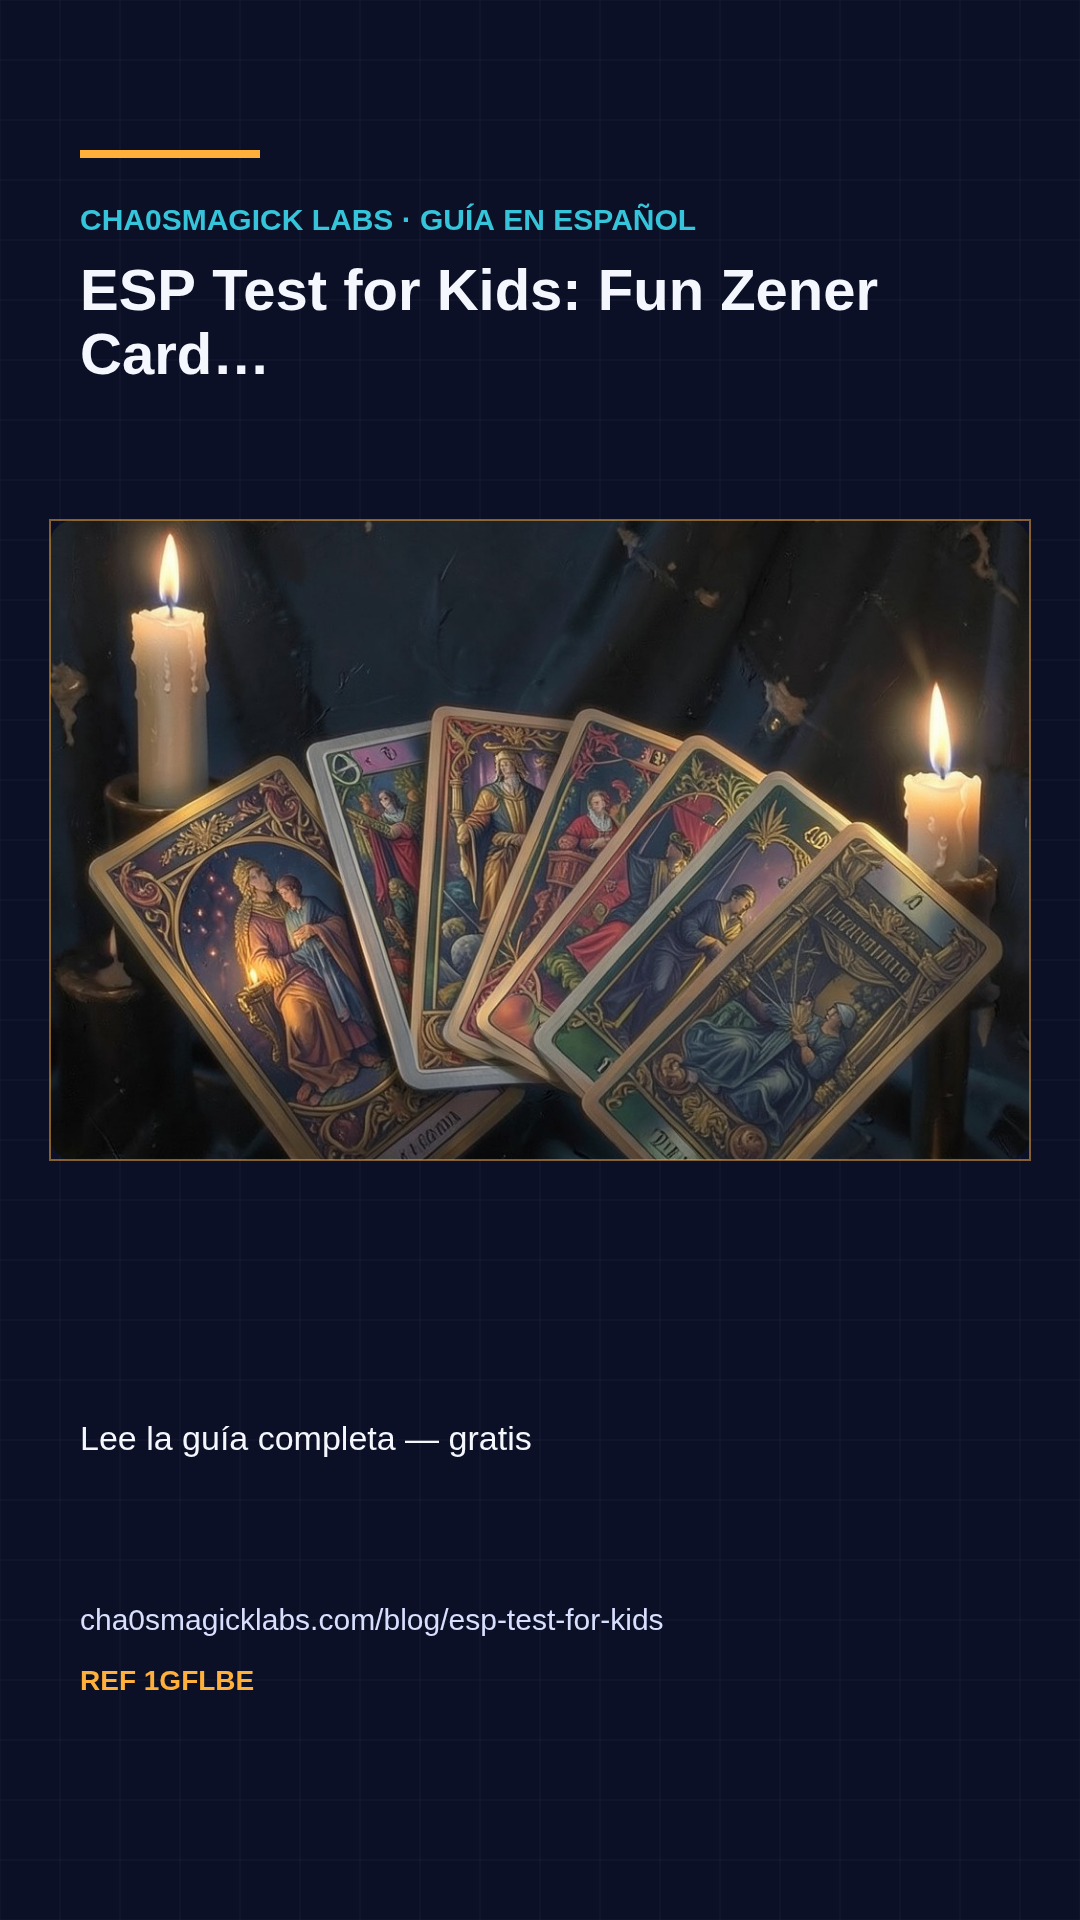 CHA0SMAGICK LABS · GUÍA EN ESPAÑOL
ESP Test for Kids: Fun Zener
Card…
Lee la guía completa — gratis
cha0smagicklabs.com/blog/esp-test-for-kids
REF 1GFLBE